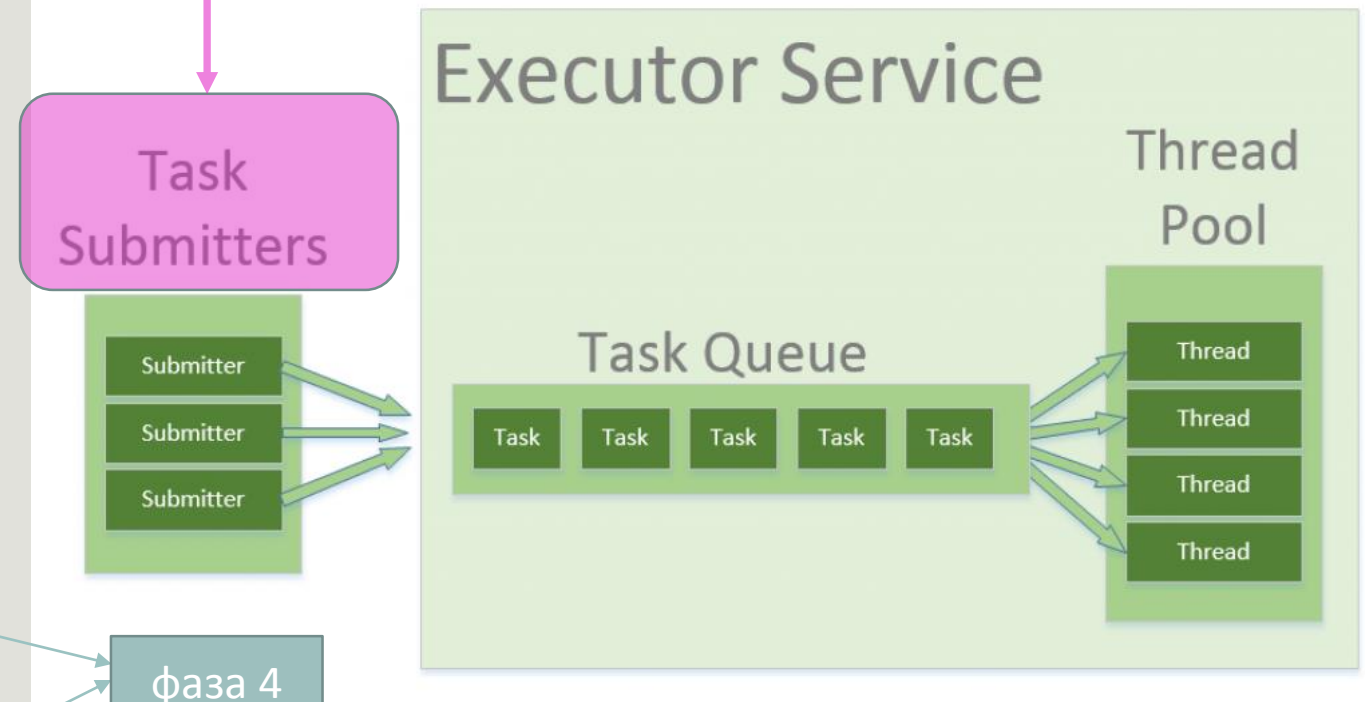 Executor Service
Task
Submitters
Thread
Pool
Submitter
Submitter
Submitter
Task Queue
Task Task Task Task Task
Thread
Thread
Thread
Thread
фаза 4